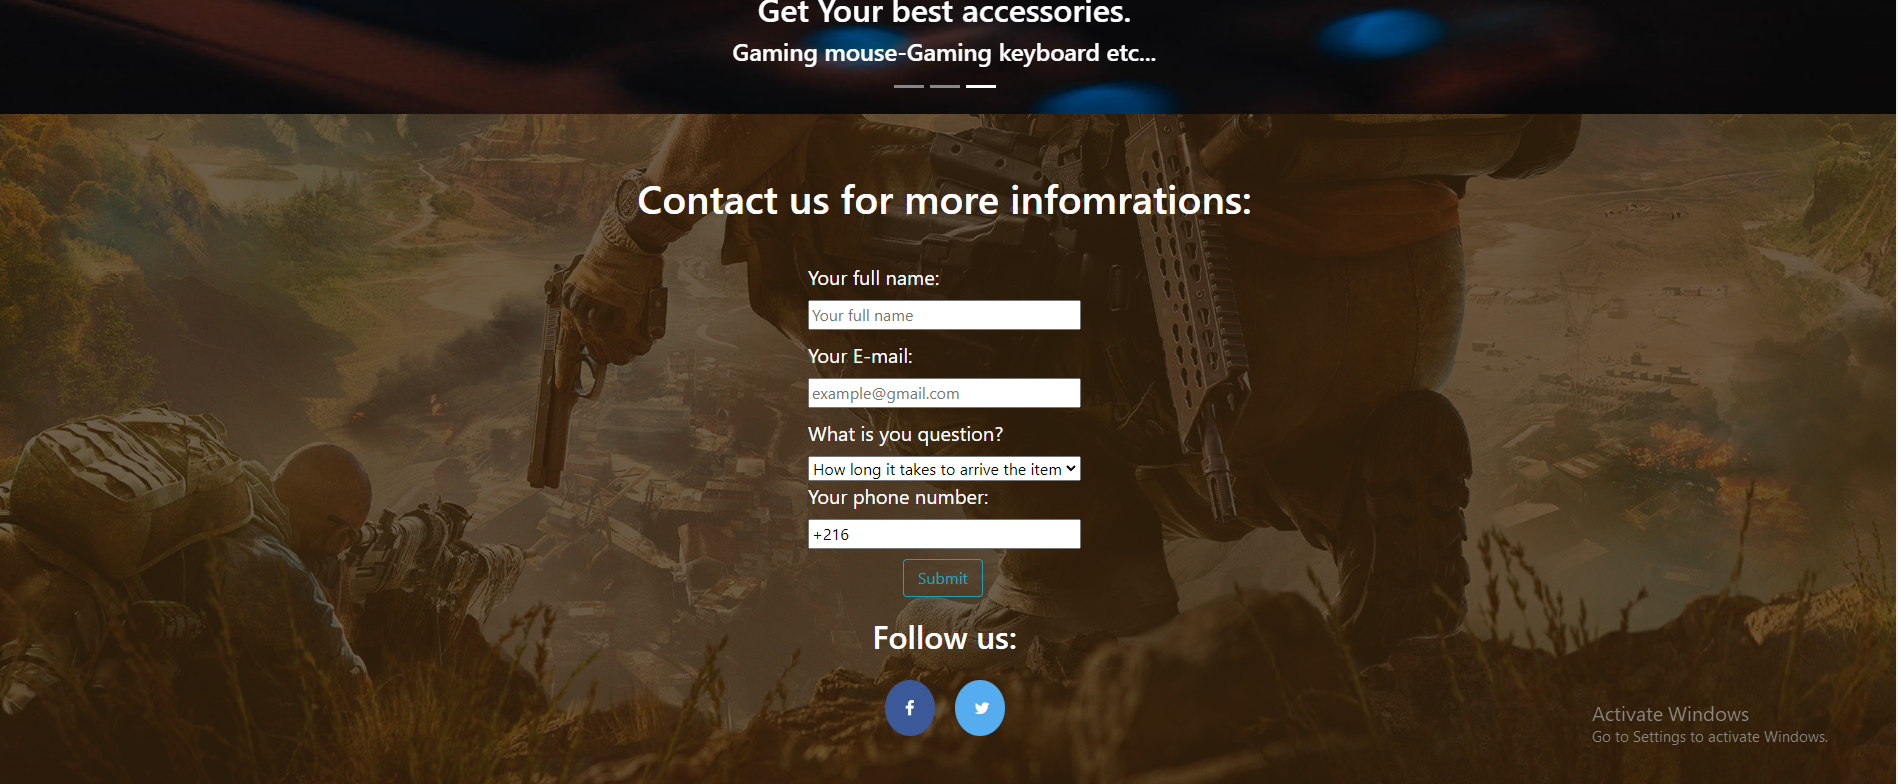 Get Your best accessories.
Gaming mouse-Gaming keyboard etc...
Contact us for more infomrations:
Your full name:
Your full name
Your E-mail:
example@gmail.com
What is you question?
How long it takes to arrive the item
Your phone number:
+216
Submit
Follow us:
Activate Windows
Go to Settings to activate Windows.